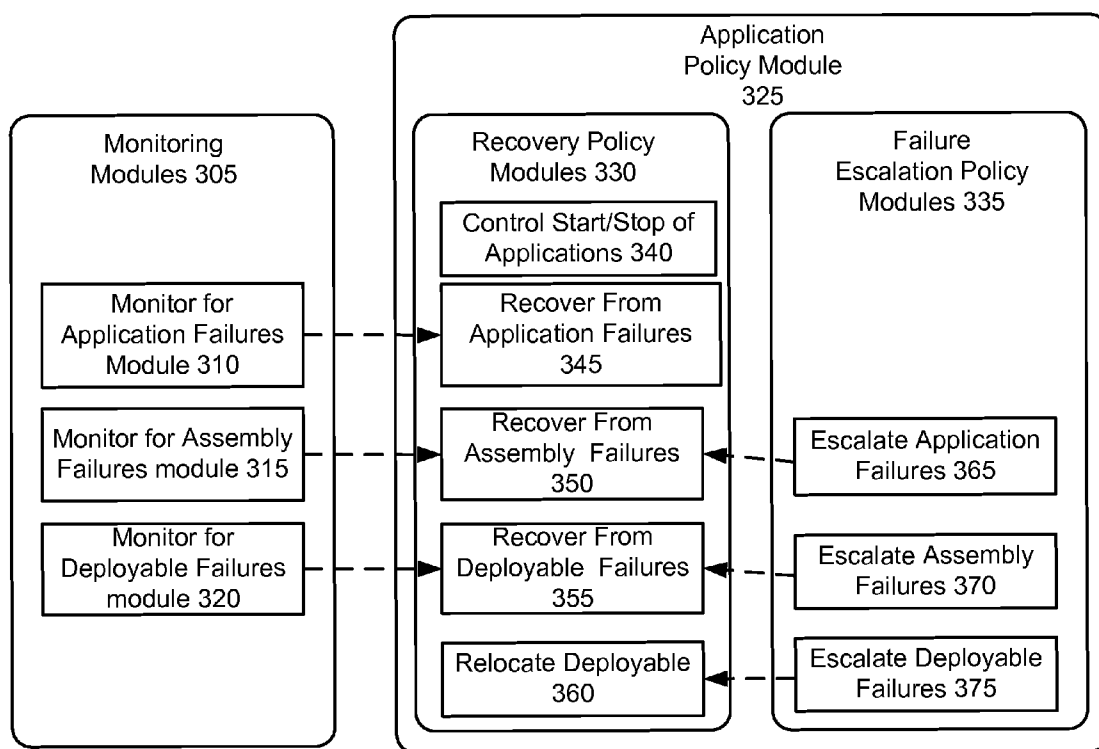 Application
Policy Module
325
Monitoring
Modules 305
Monitor for
Application Failures
Module 310
Monitor for Assembly
Failures module 315
Monitor for
Deployable Failures
module 320
Recovery Policy
Modules 330
Control Start/Stop of
Applications 340
Recover From
Application Failures
345
Recover From
Assembly Failures
350
Recover From
Deployable Failures
355
Relocate Deployable
360
Failure
Escalation Policy
Modules 335
Escalate Application
Failures 365
Escalate Assembly
Failures 370
Escalate Deployable
Failures 375